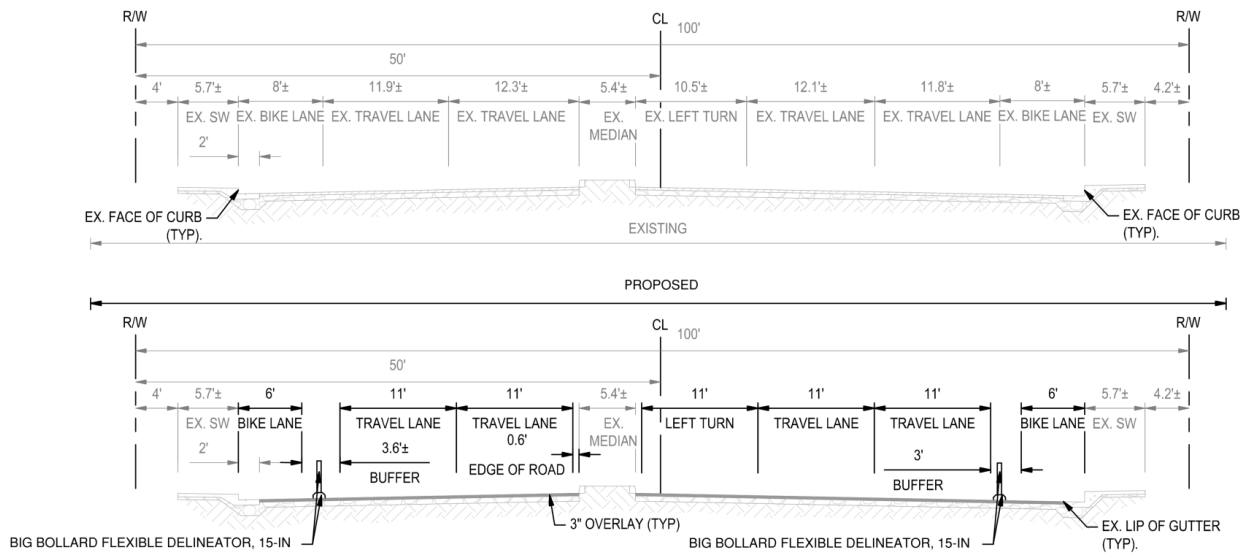 R/W
CL
R/W
100'
50'
4' 5.7'± 8'± 11.9'± 12.3'± 5.4'± 10.5'± 12.1'± 11.8'± 8'± 5.7'± 4.2'±
EX. SW EX. BIKE LANE EX. TRAVEL LANE EX. TRAVEL LANE EX. MEDIAN EX. LEFT TURN EX. TRAVEL LANE EX. TRAVEL LANE EX. BIKE LANE EX. SW
2'
EX. FACE OF CURB
(TYP).
EX. FACE OF CURB
(TYP).
EXISTING
PROPOSED
R/W
CL
R/W
100'
50'
4' 5.7'± 6' 11' 11' 5.4'± 11' 11' 11' 6' 5.7'± 4.2'±
EX. SW BIKE LANE TRAVEL LANE TRAVEL LANE EX. MEDIAN LEFT TURN TRAVEL LANE TRAVEL LANE BIKE LANE EX. SW
2'
3.6'±
BUFFER
0.6'
EDGE OF ROAD
3'
BUFFER
BIG BOLLARD FLEXIBLE DELINEATOR, 15-IN
3" OVERLAY (TYP)
BIG BOLLARD FLEXIBLE DELINEATOR, 15-IN
EX. LIP OF GUTTER
(TYP).